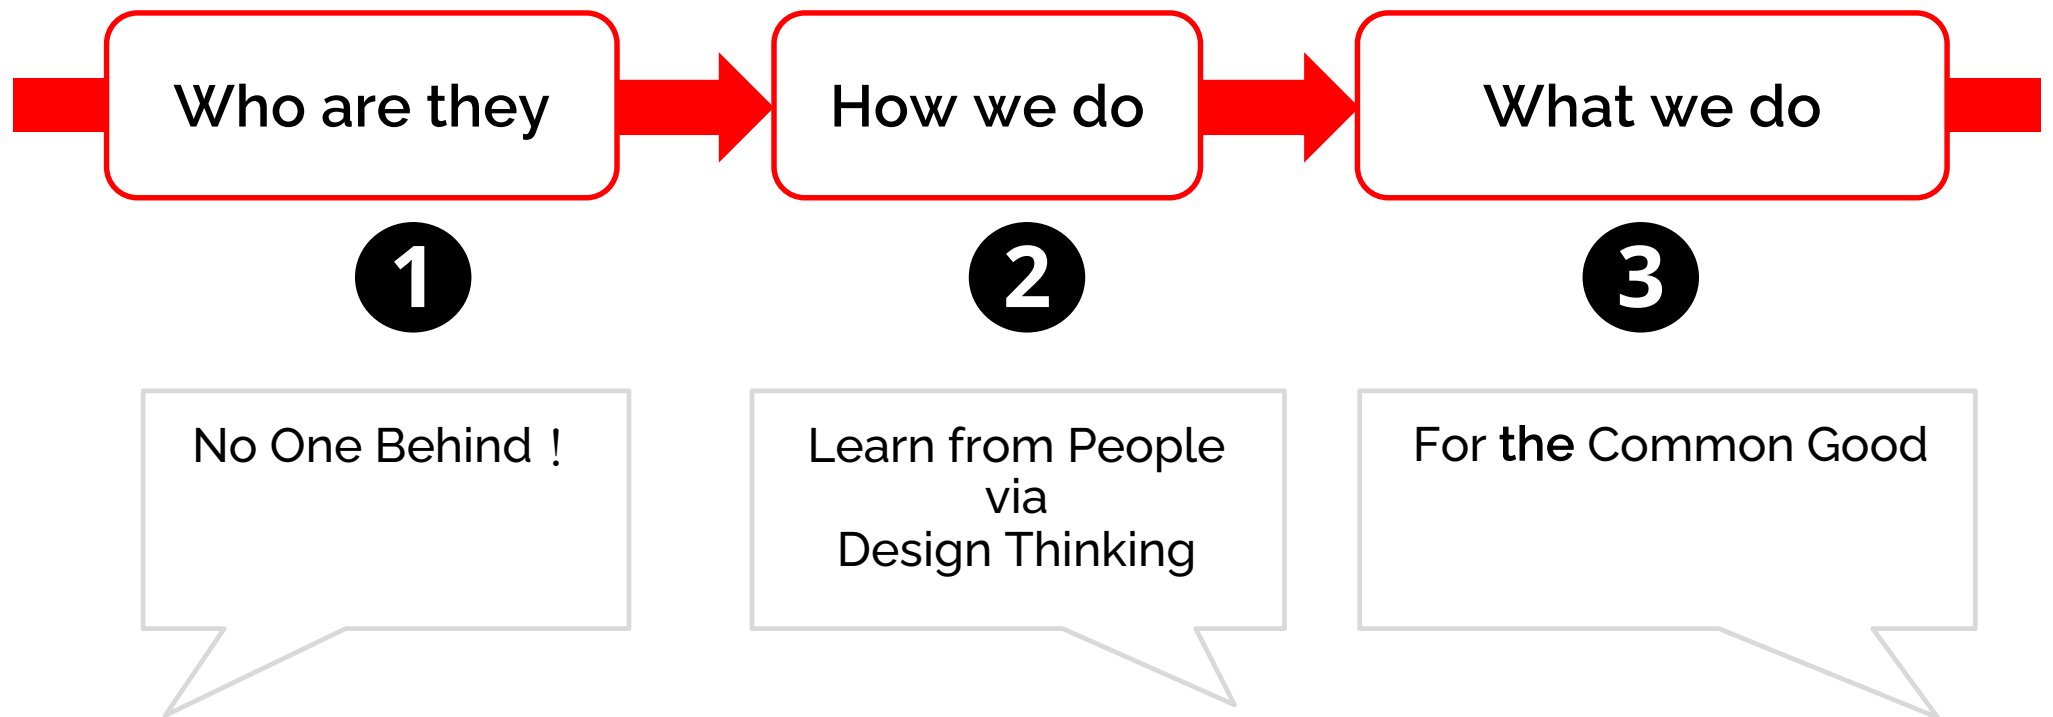 Who are they
How we do
What we do
1
2
3
No One Behind！
Learn from People
via
Design Thinking
For the Common Good